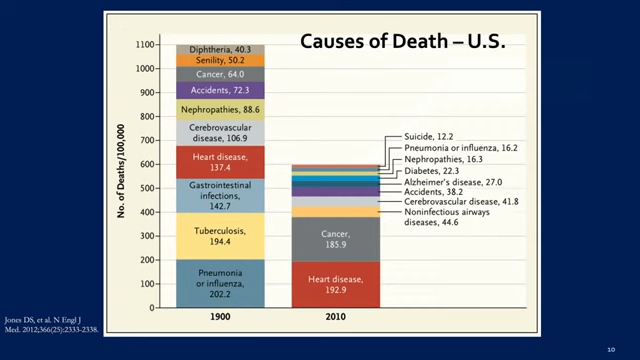 Causes of Death – U.S.
No. of Deaths/100,000
1100
1000
900
800
700
600
500
400
300
200
100
0
Diphtheria, 40.3
Senility, 50.2
Cancer, 64.0
Accidents, 72.3
Nephropathies, 88.6
Cerebrovascular
disease, 106.9
Heart disease,
137.4
Gastrointestinal
infections,
142.7
Tuberculosis,
194.4
Pneumonia
or influenza,
202.2
1900
Suicide, 12.2
Pneumonia or influenza, 16.2
Nephropathies, 16.3
Diabetes, 22.3
Alzheimer's disease, 27.0
Accidents, 38.2
Cerebrovascular disease, 41.8
Noninfectious airways
diseases, 44.6
Cancer,
185.9
Heart disease,
192.9
2010
Jones DS, et al. N Engl J
Med. 2012;366(25):2333-2338.
10